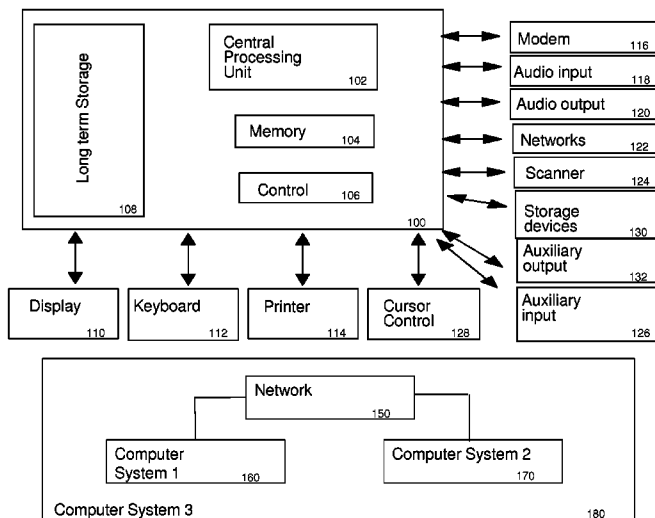 Long term Storage
108
Central
Processing
Unit
102
Memory
104
Control
106
100
Modem
116
Audio input
118
Audio output
120
Networks
122
Scanner
124
Storage
devices
130
Auxiliary
output
132
Auxiliary
input
126
Display
110
Keyboard
112
Printer
114
Cursor
Control
128
Network
150
Computer
System 1
160
Computer System 2
170
Computer System 3
180